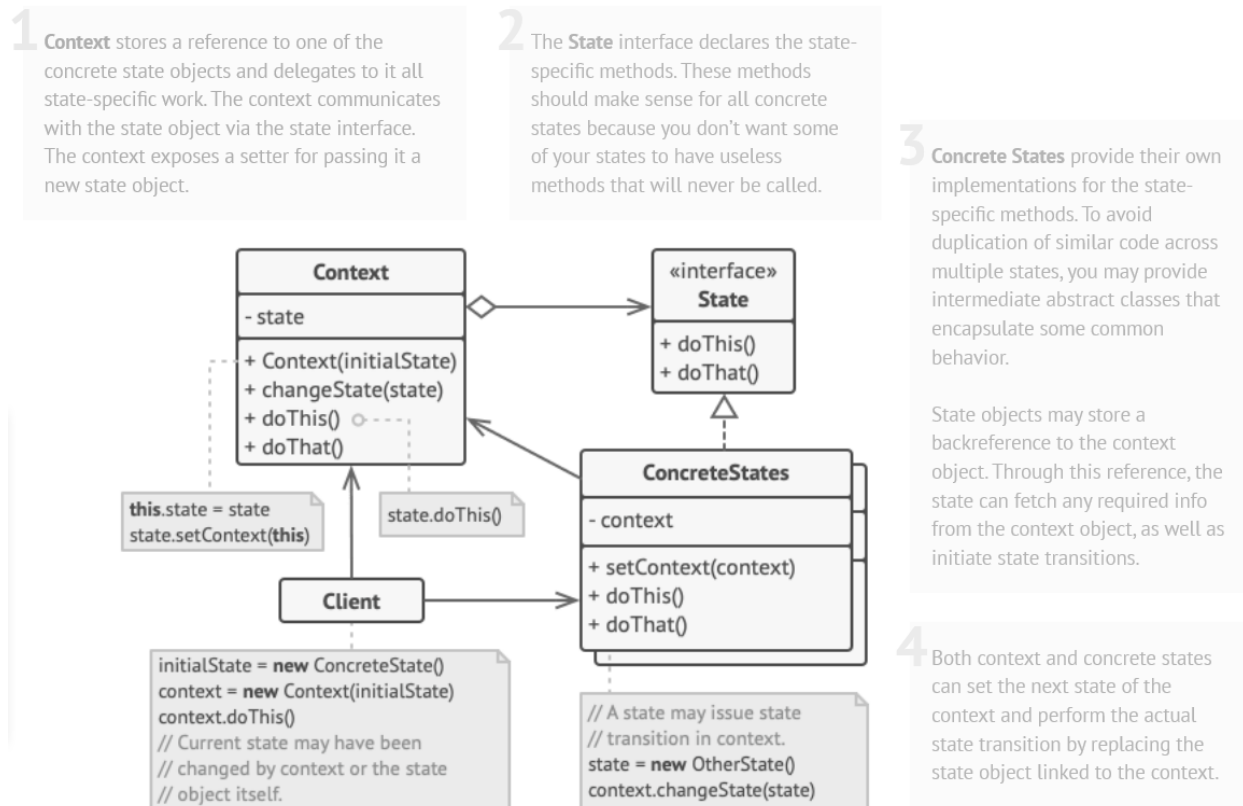 1
Context stores a reference to one of the
concrete state objects and delegates to it all
state-specific work. The context communicates
with the state object via the state interface.
The context exposes a setter for passing it a
new state object.
2
The State interface declares the state-
specific methods. These methods
should make sense for all concrete
states because you don’t want some
of your states to have useless
methods that will never be called.
3
Concrete States provide their own
implementations for the state-
specific methods. To avoid
duplication of similar code across
multiple states, you may provide
intermediate abstract classes that
encapsulate some common
behavior.
State objects may store a
backreference to the context
object. Through this reference, the
state can fetch any required info
from the context object, as well as
initiate state transitions.
4
Both context and concrete states
can set the next state of the
context and perform the actual
state transition by replacing the
state object linked to the context.
Context
- state
+ Context(initialState)
+ changeState(state)
+ doThis()
+ doThat()
«interface»
State
+ doThis()
+ doThat()
this.state = state
state.setContext(this)
state.doThis()
ConcreteStates
- context
+ setContext(context)
+ doThis()
+ doThat()
Client
initialState = new ConcreteState()
context = new Context(initialState)
context.doThis()
// Current state may have been
// changed by context or the state
// object itself.
// A state may issue state
// transition in context.
state = new OtherState()
context.changeState(state)